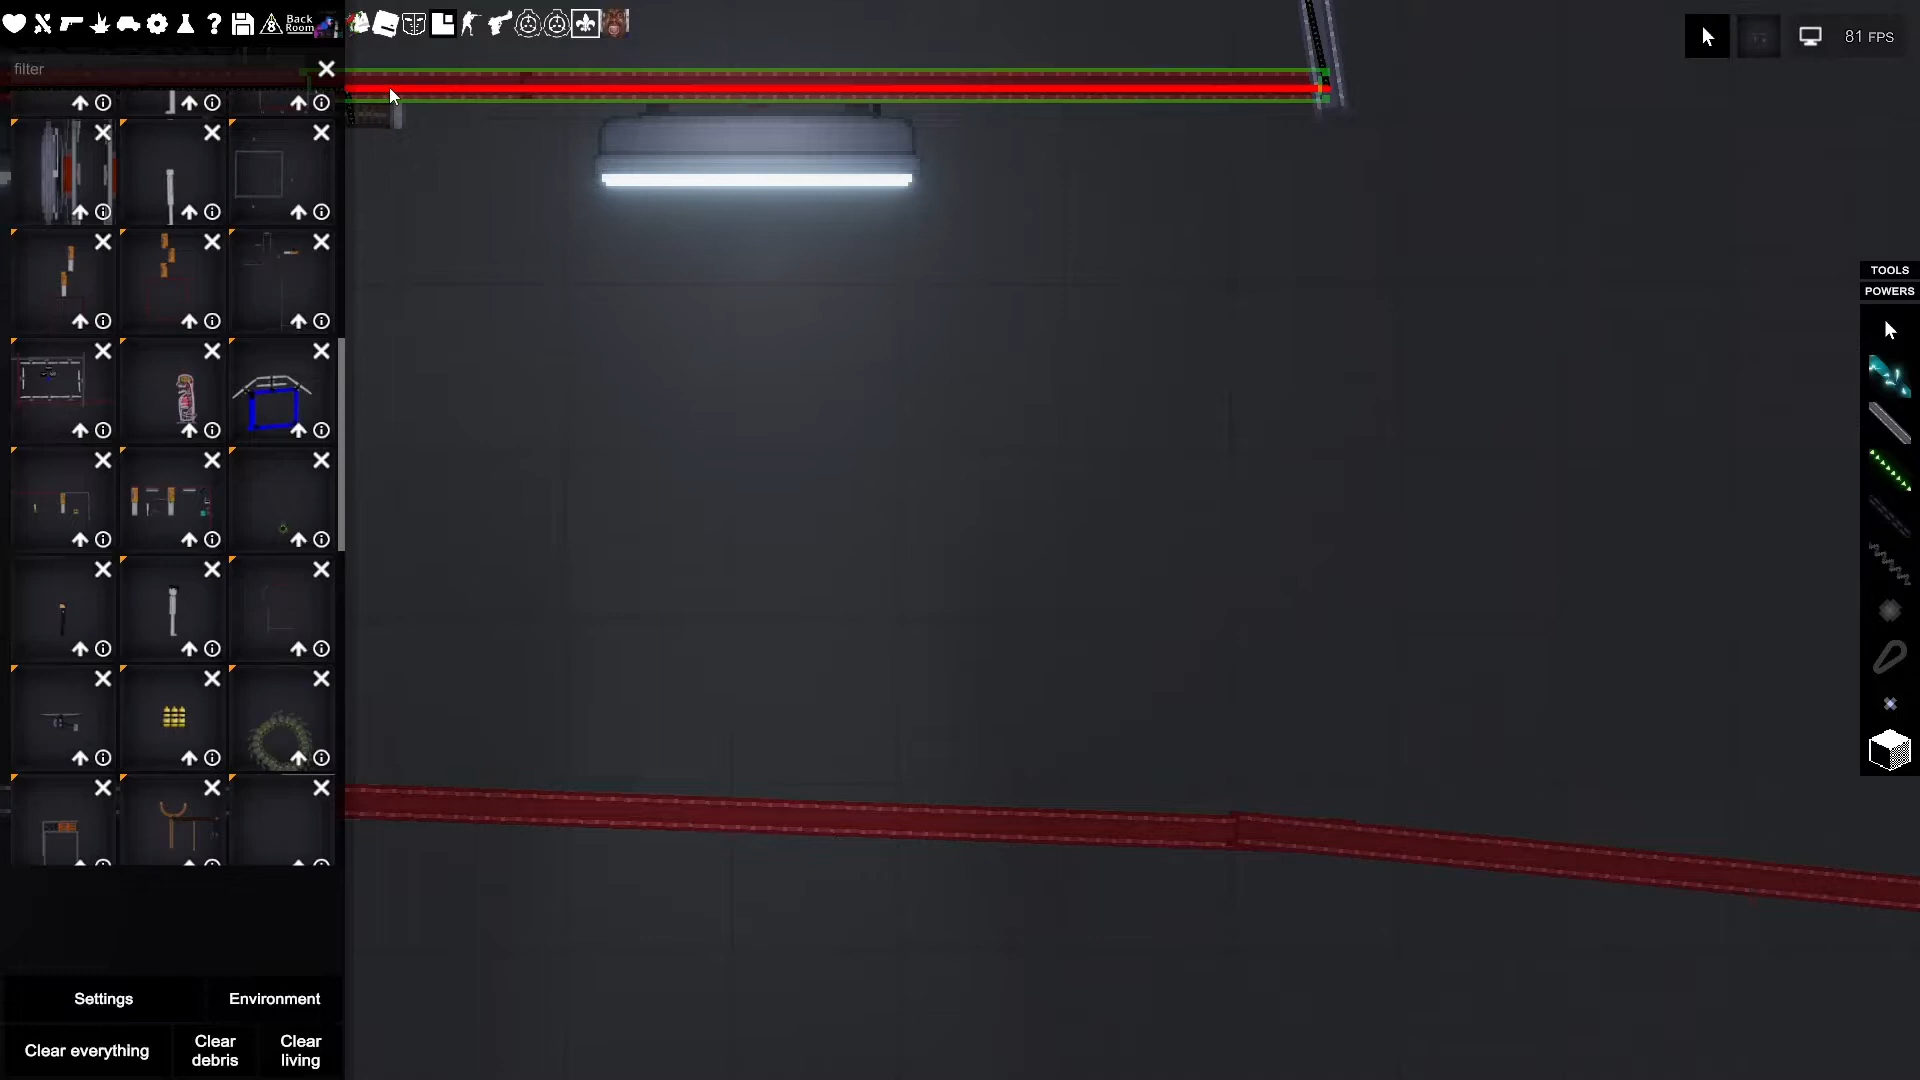 Back
Room
81 FPS
filter
TOOLS
POWERS
Settings
Environment
Clear everything
Clear
debris
Clear
living